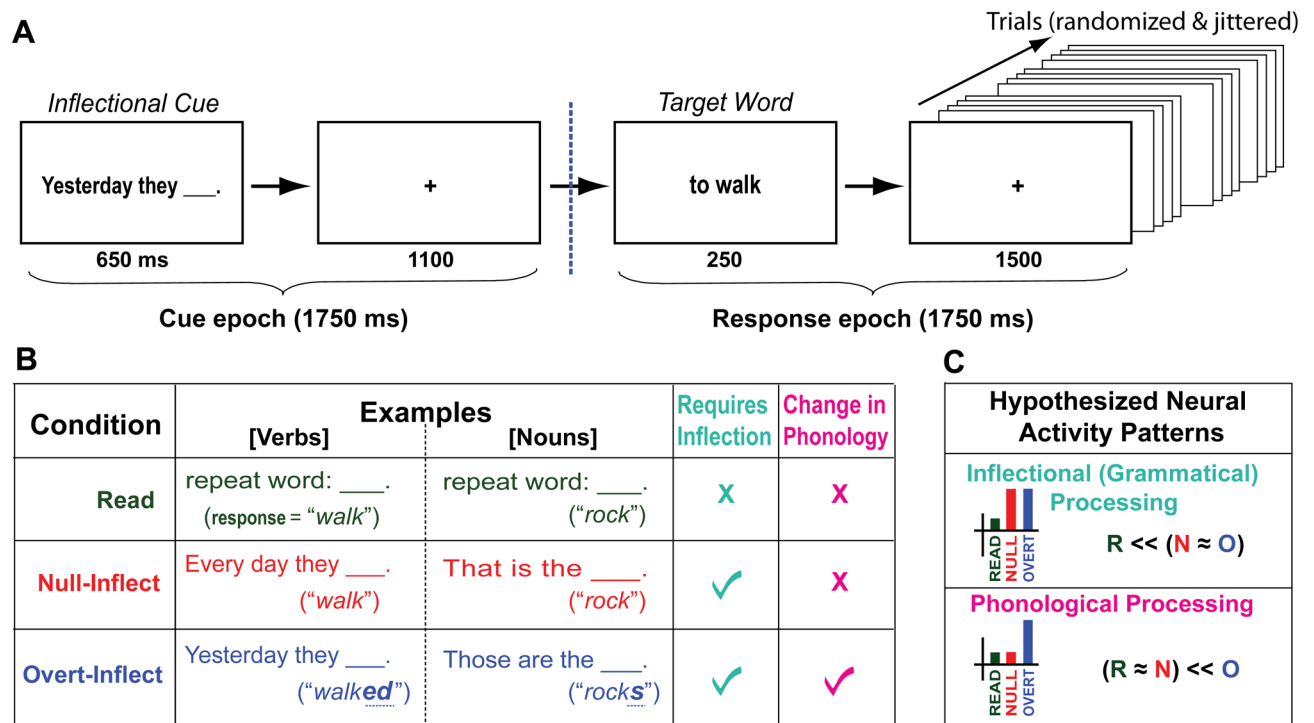 A
Trials (randomized & jittered)
Inflectional Cue
Target Word
Yesterday they ___.
+
to walk
+
650 ms
1100
250
1500
Cue epoch (1750 ms)
Response epoch (1750 ms)
B
Condition
Examples
[Verbs]
[Nouns]
Requires
Inflection
Change in
Phonology
Read
repeat word: ___.
(response = “walk”)
repeat word: ___.
(“rock”)
X
X
Null-Inflect
Every day they ___.
(“walk”)
That is the ____.
(“rock”)
✓
X
Overt-Inflect
Yesterday they ___.
(“walked”)
Those are the ___.
(“rocks”)
✓
✓
C
Hypothesized Neural
Activity Patterns
Inflectional (Grammatical)
Processing
READ
NULL
OVERT
R << (N ≈ O)
Phonological Processing
READ
NULL
OVERT
(R ≈ N) << O